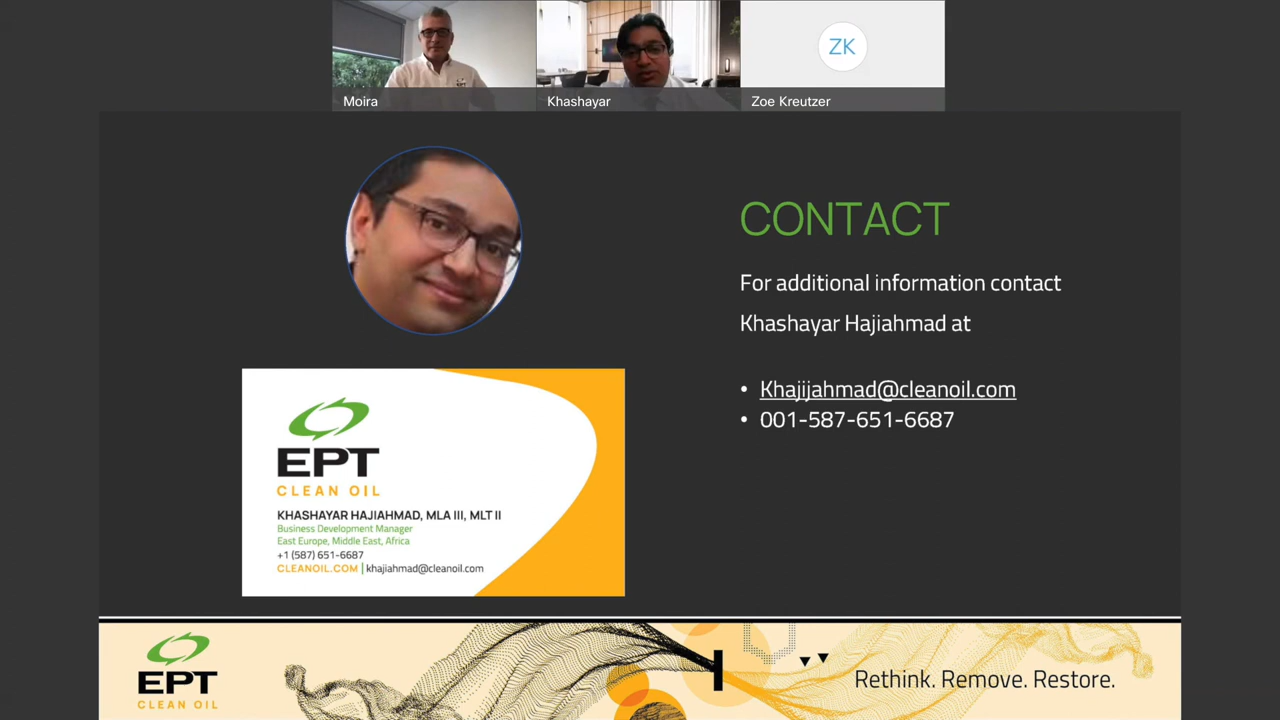 Moira
Khashayar
ZK
Zoe Kreutzer
CONTACT
For additional information contact
Khashayar Hajiahmad at
• Khajijahmad@cleanoil.com
• 001-587-651-6687
EPT
CLEAN OIL
KHASHAYAR HAJIAHMAD, MLA III, MLT II
Business Development Manager
East Europe, Middle East, Africa
+1 (587) 651-6687
CLEANOIL.COM | khajiahmad@cleanoil.com
EPT
CLEAN OIL
Rethink. Remove. Restore.